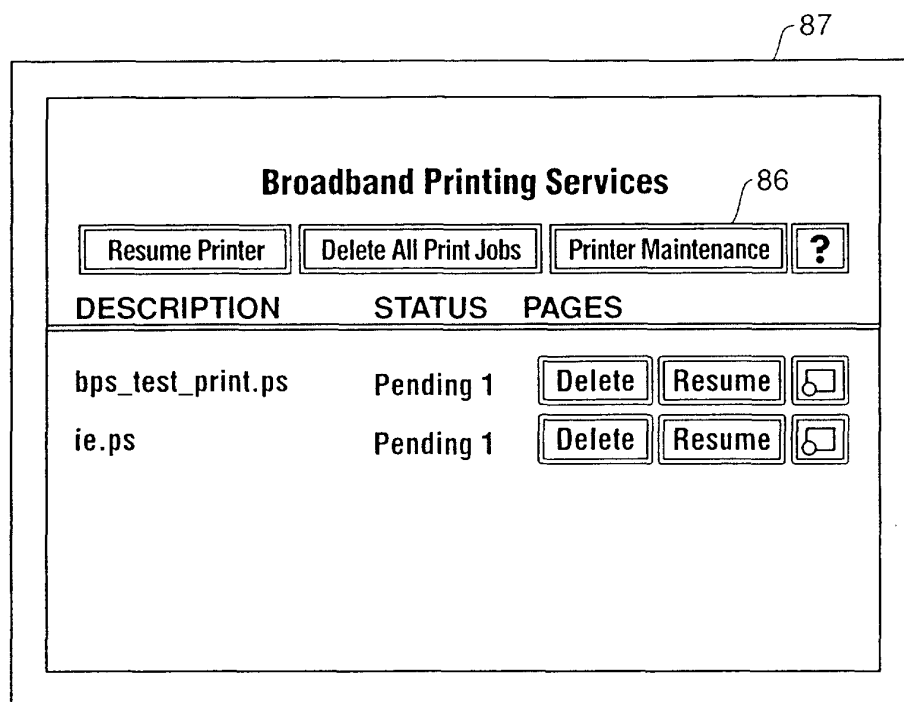 87
Broadband Printing Services
86
Resume Printer Delete All Print Jobs Printer Maintenance ?
DESCRIPTION STATUS PAGES
bps_test_print.ps Pending 1 Delete Resume
ie.ps Pending 1 Delete Resume